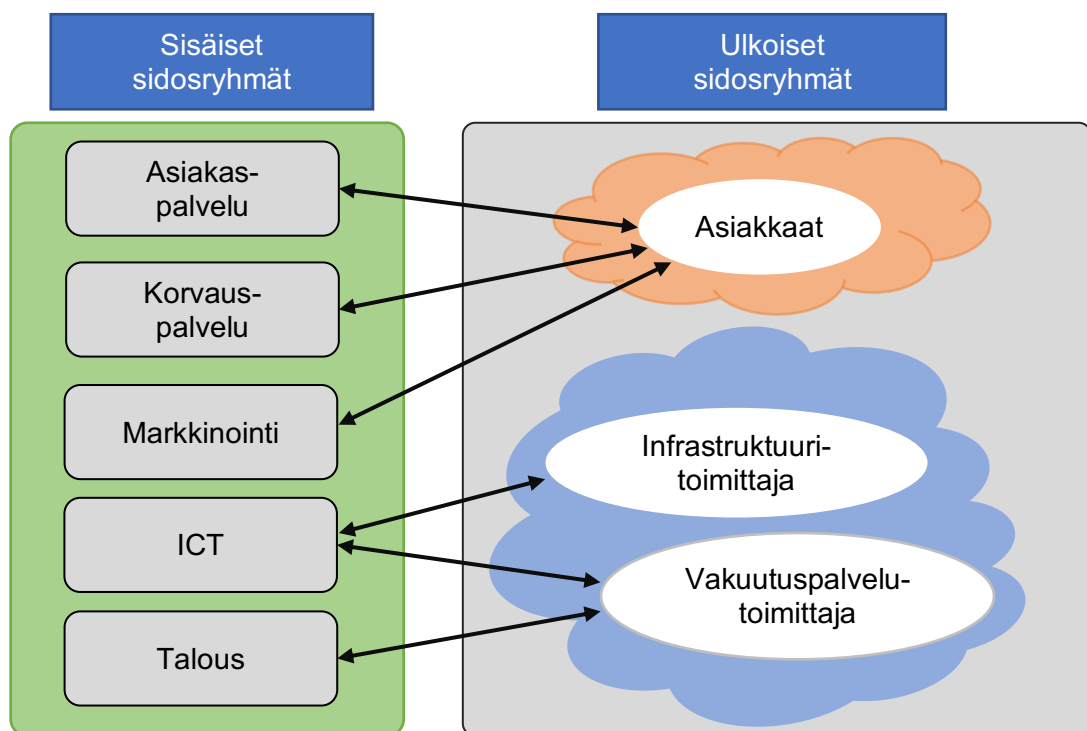 Sisäiset
sidosryhmät
Ulkoiset
sidosryhmät
Asiakas-
palvelu
Korvaus-
palvelu
Markkinointi
ICT
Talous
Asiakkaat
Infrastruktuuri-
toimittaja
Vakuutuspalvelu-
toimittaja